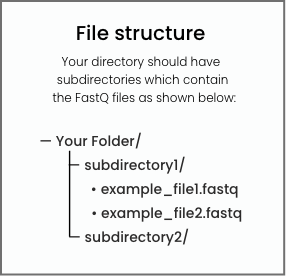 File structure
Your directory should have
subdirectories which contain
the FastQ files as shown below:
— Your Folder/
subdirectory1/
• example_file1.fastq
• example_file2.fastq
subdirectory2/